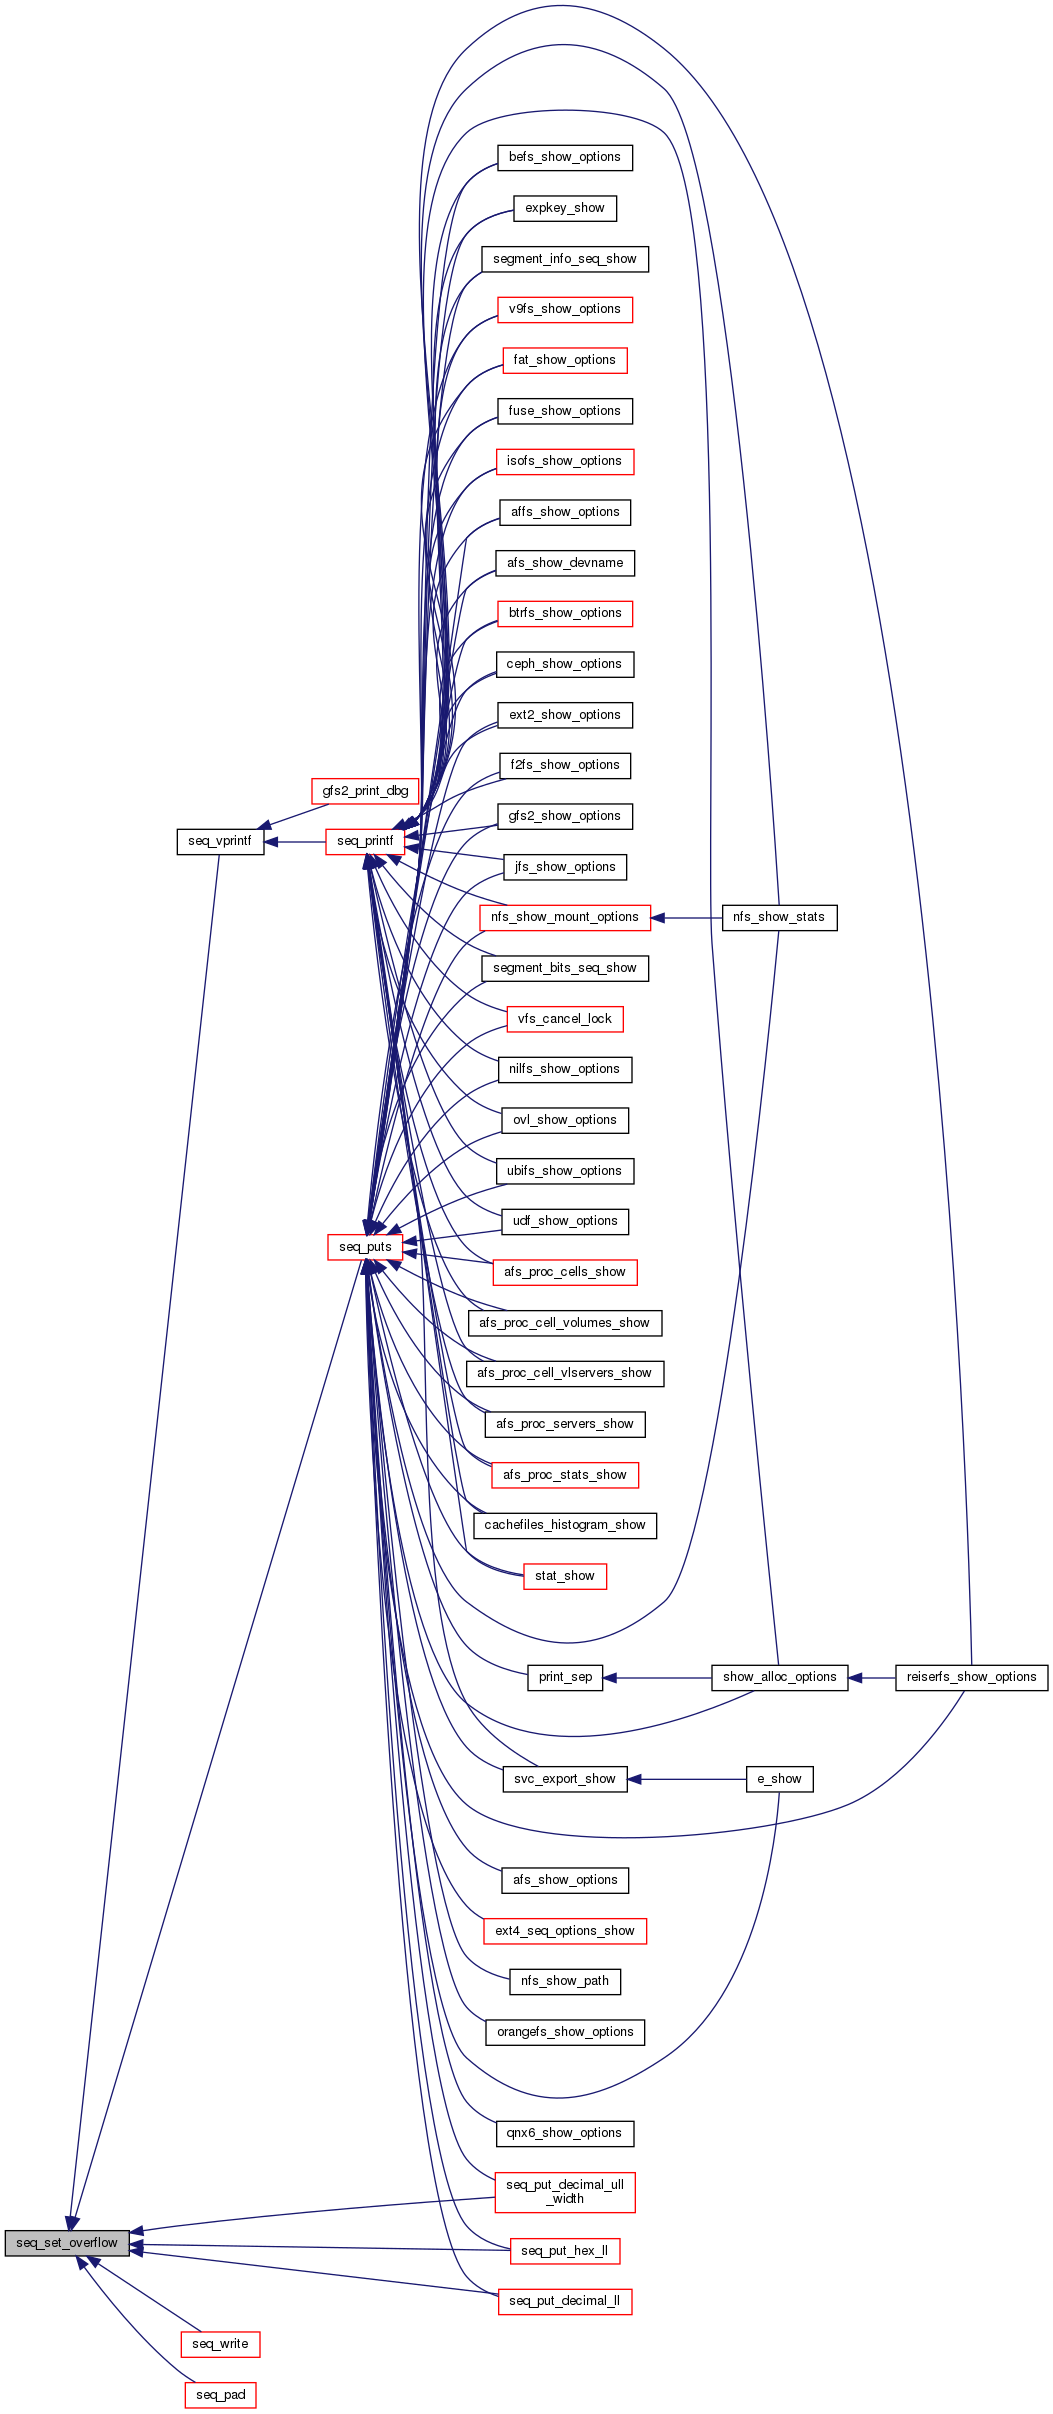 befs_show_options
expkey_show
segment_info_seq_show
v9fs_show_options
fat_show_options
fuse_show_options
isofs_show_options
affs_show_options
afs_show_devname
btrfs_show_options
ceph_show_options
ext2_show_options
f2fs_show_options
gfs2_print_dbg
gfs2_show_options
seq_vprintf
seq_printf
jfs_show_options
nfs_show_mount_options
nfs_show_stats
segment_bits_seq_show
vfs_cancel_lock
nilfs_show_options
ovl_show_options
ubifs_show_options
udf_show_options
seq_puts
afs_proc_cells_show
afs_proc_cell_volumes_show
afs_proc_cell_vlservers_show
afs_proc_servers_show
afs_proc_stats_show
cachefiles_histogram_show
stat_show
print_sep
show_alloc_options
reiserfs_show_options
svc_export_show
e_show
afs_show_options
ext4_seq_options_show
nfs_show_path
orangefs_show_options
qnx6_show_options
seq_put_decimal_ull
_width
seq_set_overflow
seq_put_hex_ll
seq_put_decimal_ll
seq_write
seq_pad